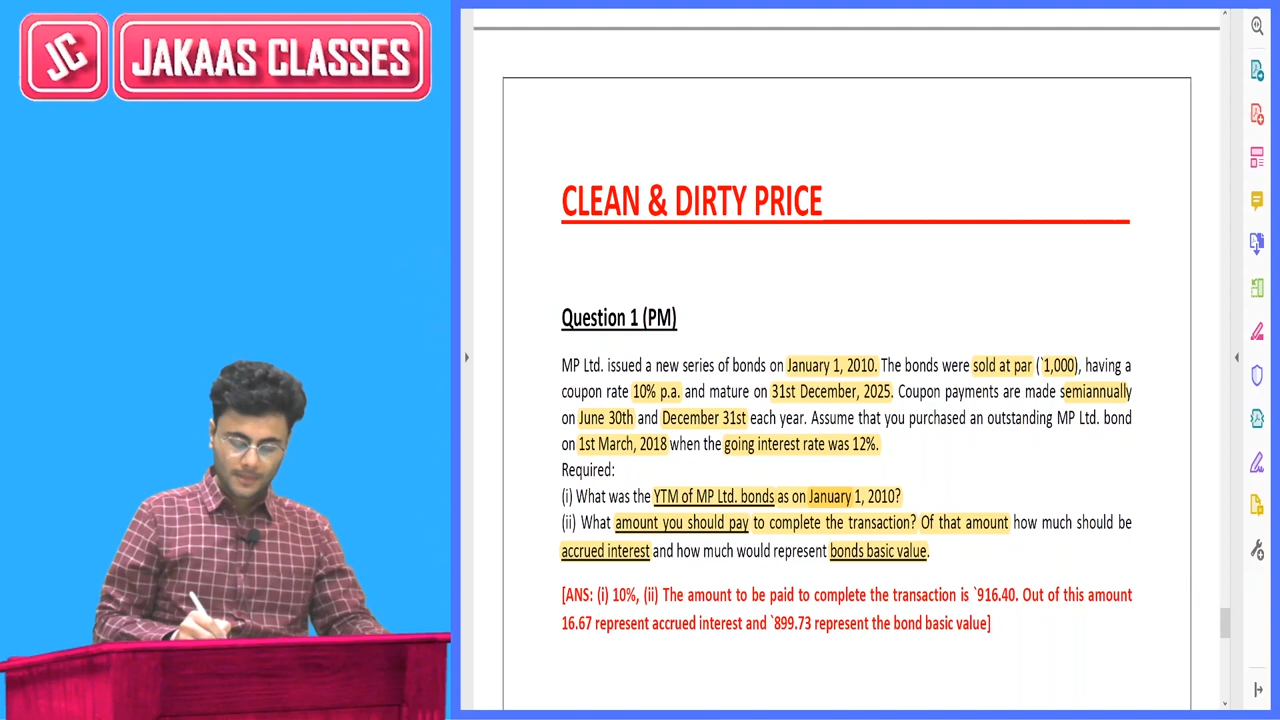 JC JAKAAS CLASSES
CLEAN & DIRTY PRICE
Question 1 (PM)
MP Ltd. issued a new series of bonds on January 1, 2010. The bonds were sold at par (`1,000), having a
coupon rate 10% p.a. and mature on 31st December, 2025. Coupon payments are made semiannually
on June 30th and December 31st each year. Assume that you purchased an outstanding MP Ltd. bond
on 1st March, 2018 when the going interest rate was 12%.
Required:
(i) What was the YTM of MP Ltd. bonds as on January 1, 2010?
(ii) What amount you should pay to complete the transaction? Of that amount how much should be
accrued interest and how much would represent bonds basic value.
[ANS: (i) 10%, (ii) The amount to be paid to complete the transaction is `916.40. Out of this amount
16.67 represent accrued interest and `899.73 represent the bond basic value]